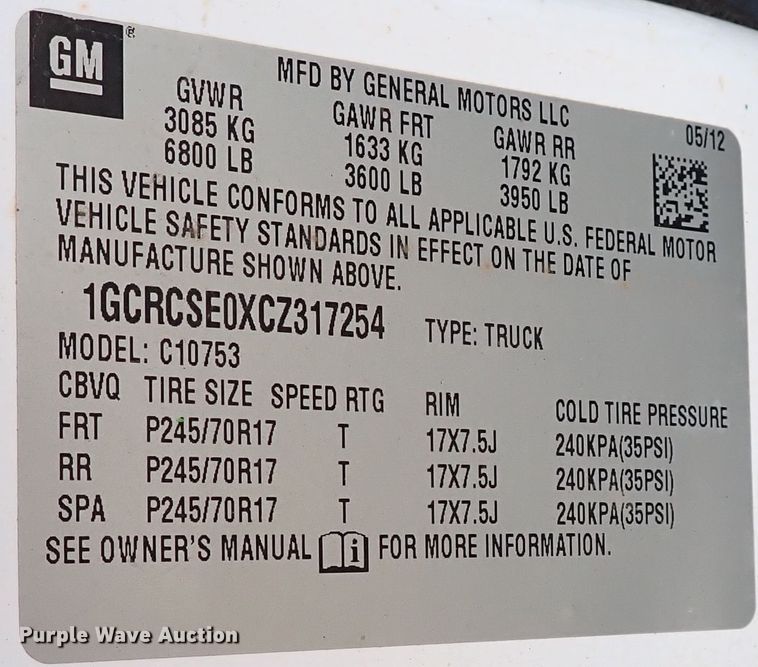 GM
MFD BY GENERAL MOTORS LLC
05/12
GVWR GAWR FRT GAWR RR
3085 KG 1633 KG 1792 KG
6800 LB 3600 LB 3950 LB
THIS VEHICLE CONFORMS TO ALL APPLICABLE U.S. FEDERAL MOTOR
VEHICLE SAFETY STANDARDS IN EFFECT ON THE DATE OF
MANUFACTURE SHOWN ABOVE.
1GCRCSE0XCZ317254 TYPE: TRUCK
MODEL: C10753
CBVQ TIRE SIZE SPEED RTG RIM COLD TIRE PRESSURE
FRT P245/70R17 T 17X7.5J 240KPA(35PSI)
RR P245/70R17 T 17X7.5J 240KPA(35PSI)
SPA P245/70R17 T 17X7.5J 240KPA(35PSI)
SEE OWNER'S MANUAL i FOR MORE INFORMATION.
Purple Wave Auction